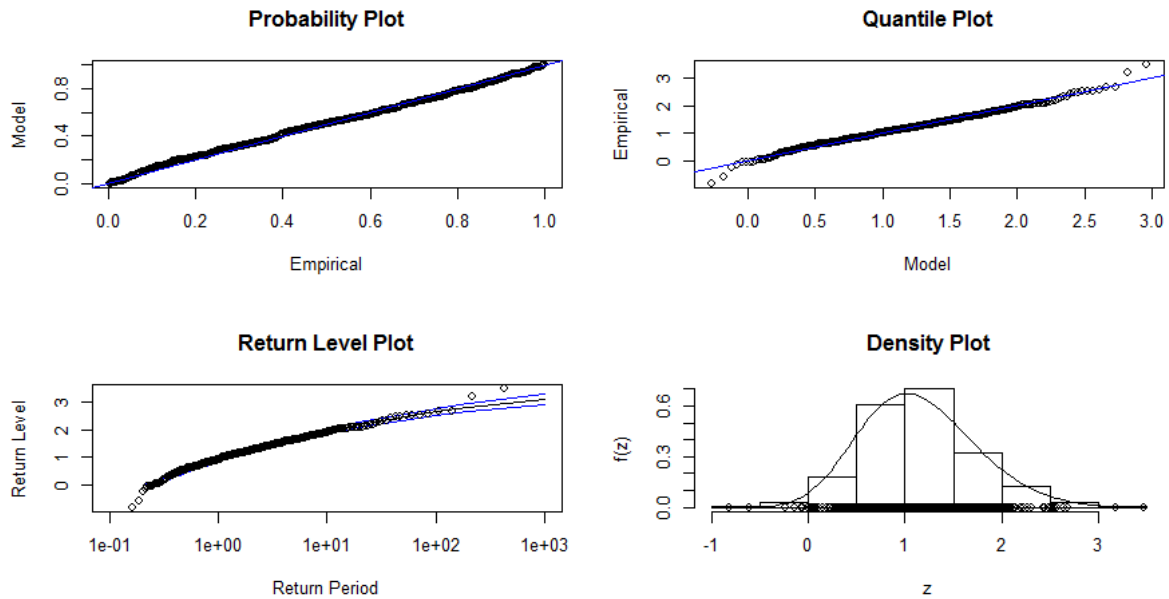 Probability Plot
Model
0.0 0.4 0.8
0.0 0.2 0.4 0.6 0.8 1.0
Empirical
Quantile Plot
Empirical
0 1 2 3
0.0 0.5 1.0 1.5 2.0 2.5 3.0
Model
Return Level Plot
Return Level
0 1 2 3
1e-01 1e+00 1e+01 1e+02 1e+03
Return Period
Density Plot
f(z)
0.0 0.3 0.6
-1 0 1 2 3
z